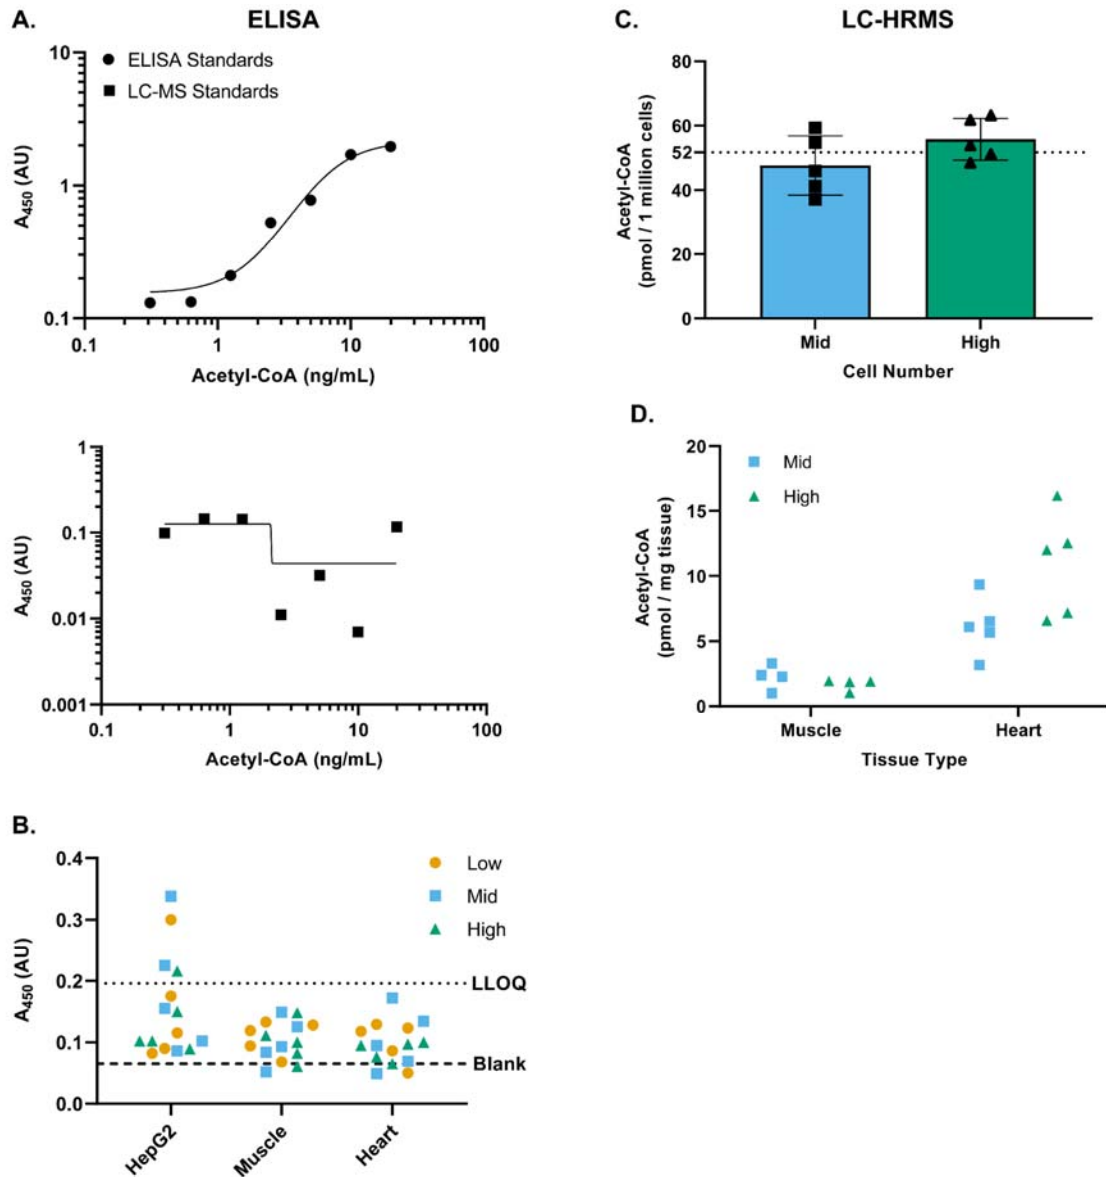 A.
ELISA
10
1
0.1
A₄₅₀ (AU)
ELISA Standards
LC-MS Standards
0.1
1
10
100
Acetyl-CoA (ng/mL)
1
0.1
0.01
0.001
A₄₅₀ (AU)
0.1
1
10
100
Acetyl-CoA (ng/mL)
B.
0.4
0.3
0.2
0.1
0.0
A₄₅₀ (AU)
Low
Mid
High
LLOQ
Blank
HepG2
Muscle
Heart
C.
LC-HRMS
80
60
52
40
20
0
Acetyl-CoA
(pmol / 1 million cells)
Mid
High
Cell Number
D.
20
15
10
5
0
Acetyl-CoA
(pmol / mg tissue)
Mid
High
Muscle
Heart
Tissue Type